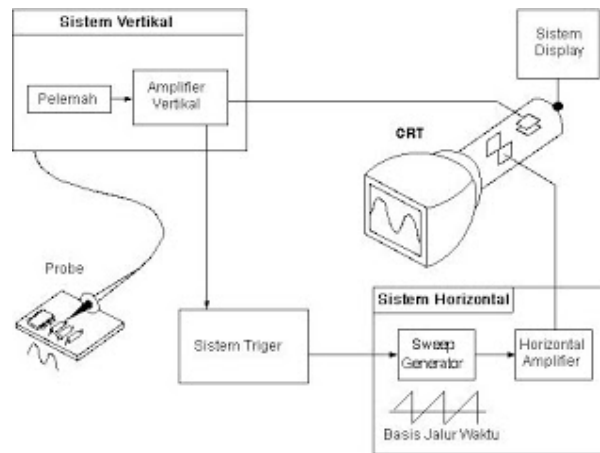 Sistem Vertikal
Pelemah
Amplifier
Vertikal
Sistem
Display
CRT
Probe
Sistem Triger
Sistem Horizontal
Sweep
Generator
Horizontal
Amplifier
Basis Jalur Waktu